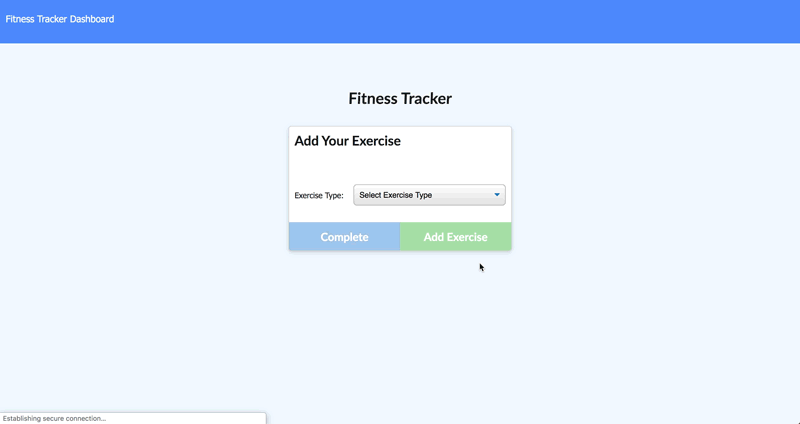 Fitness Tracker Dashboard
Fitness Tracker
Add Your Exercise
Exercise Type: Select Exercise Type
Complete Add Exercise
Establishing secure connection...